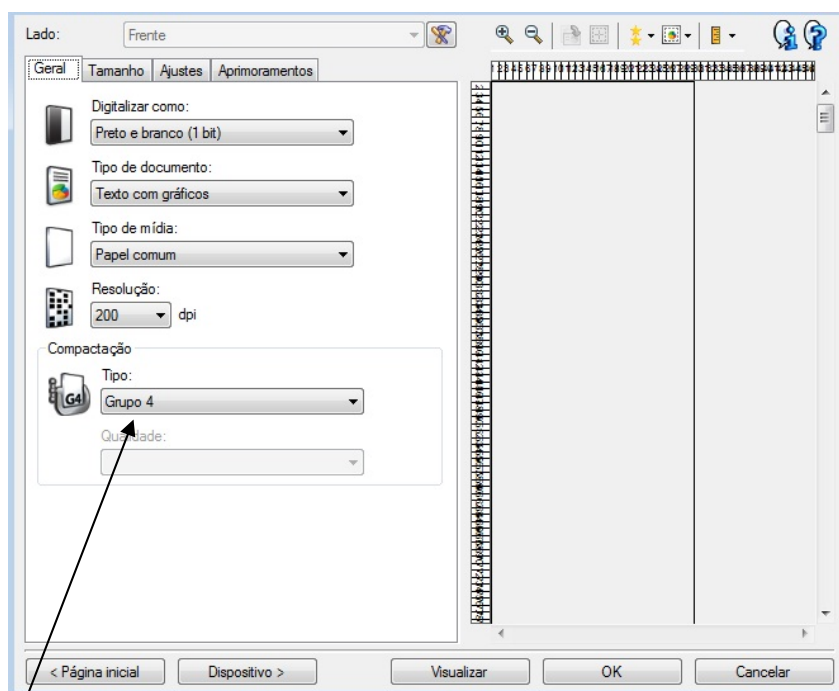 Lado:
Frente
Geral
Tamanho
Ajustes
Aprimoramentos
Digitalizar como:
Preto e branco (1 bit)
Tipo de documento:
Texto com gráficos
Tipo de mídia:
Papel comum
Resolução:
200
dpi
Compactação
Tipo:
G4
Grupo 4
Qualidade:
< Página inicial
Dispositivo >
Visualizar
OK
Cancelar